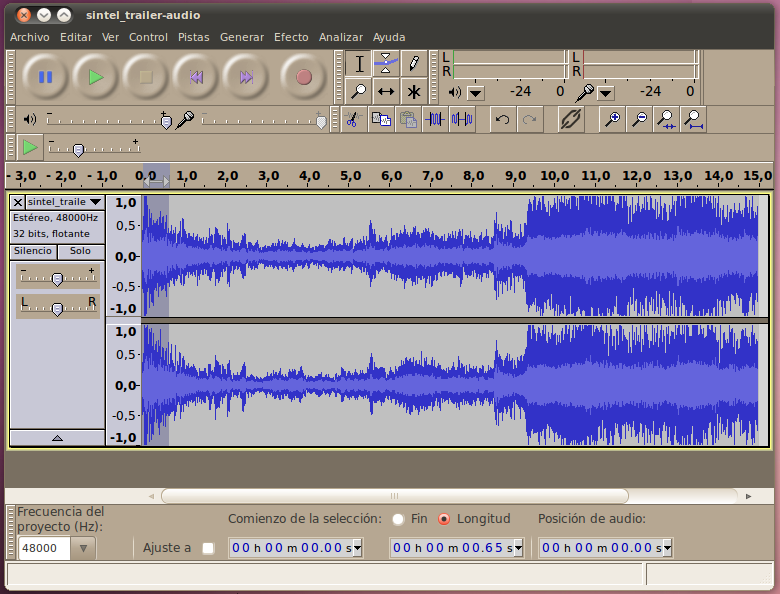 sintel_trailer-audio
Archivo Editar Ver Control Pistas Generar Efecto Analizar Ayuda
L R -24 0 L R -24 0
- +
- +
- 3,0 - 2,0 - 1,0 0,0 1,0 2,0 3,0 4,0 5,0 6,0 7,0 8,0 9,0 10,0 11,0 12,0 13,0 14,0 15,0
sintel_traile
Estéreo, 48000Hz
32 bits, flotante
Silencio Solo
- +
L R
1,0
0,5-
0,0-
-0,5-
-1,0
1,0
0,5-
0,0-
-0,5-
-1,0
Frecuencia del
proyecto (Hz):
48000
Ajuste a
Comienzo de la selección: Fin Longitud
00 h 00 m 00.00 s
00 h 00 m 00.65 s
Posición de audio:
00 h 00 m 00.00 s